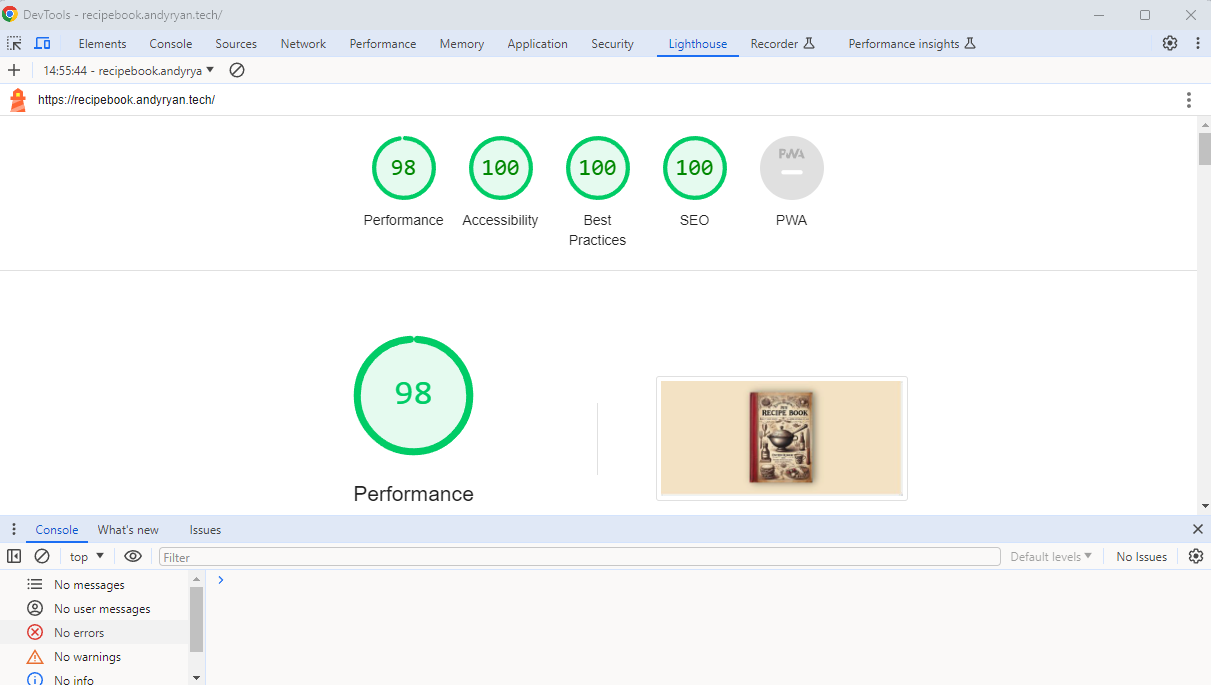 DevTools - recipebook.andyryan.tech/
Elements Console Sources Network Performance Memory Application Security Lighthouse Recorder Performance insights
14:55:44 - recipebook.andyrya
https://recipebook.andyryan.tech/
98 100 100 100 PWA
Performance Accessibility Best Practices SEO PWA
98
Performance
RECIPE BOOK
Console What's new Issues
top Filter Default levels No Issues
No messages
No user messages
No errors
No warnings
No info